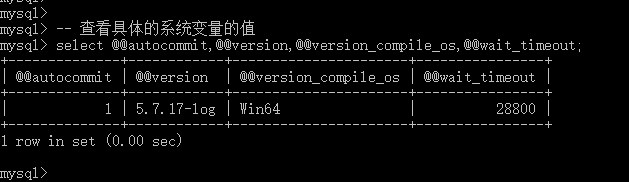 mysql>
mysql>
mysql> -- 查看具体的系统变量的值
mysql> select @@autocommit,@@version,@@version_compile_os,@@wait_timeout;
+--------------+------------+----------------------+----------------+
| @@autocommit | @@version  | @@version_compile_os | @@wait_timeout |
+--------------+------------+----------------------+----------------+
|            1 | 5.7.17-log | Win64                |          28800 |
+--------------+------------+----------------------+----------------+
1 row in set (0.00 sec)
mysql>